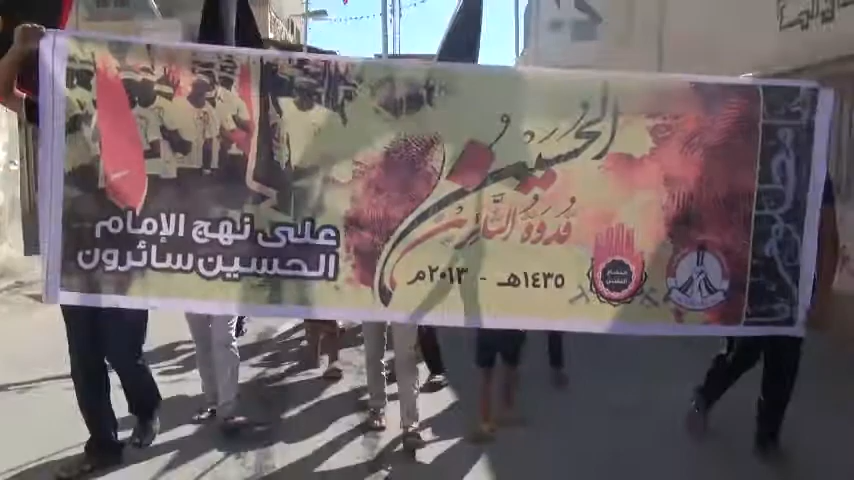 الحسين
قدوة الثائرين
١٤٣٥هـ - ٢٠١٣م
على نهج الإمام
الحسين سائرون